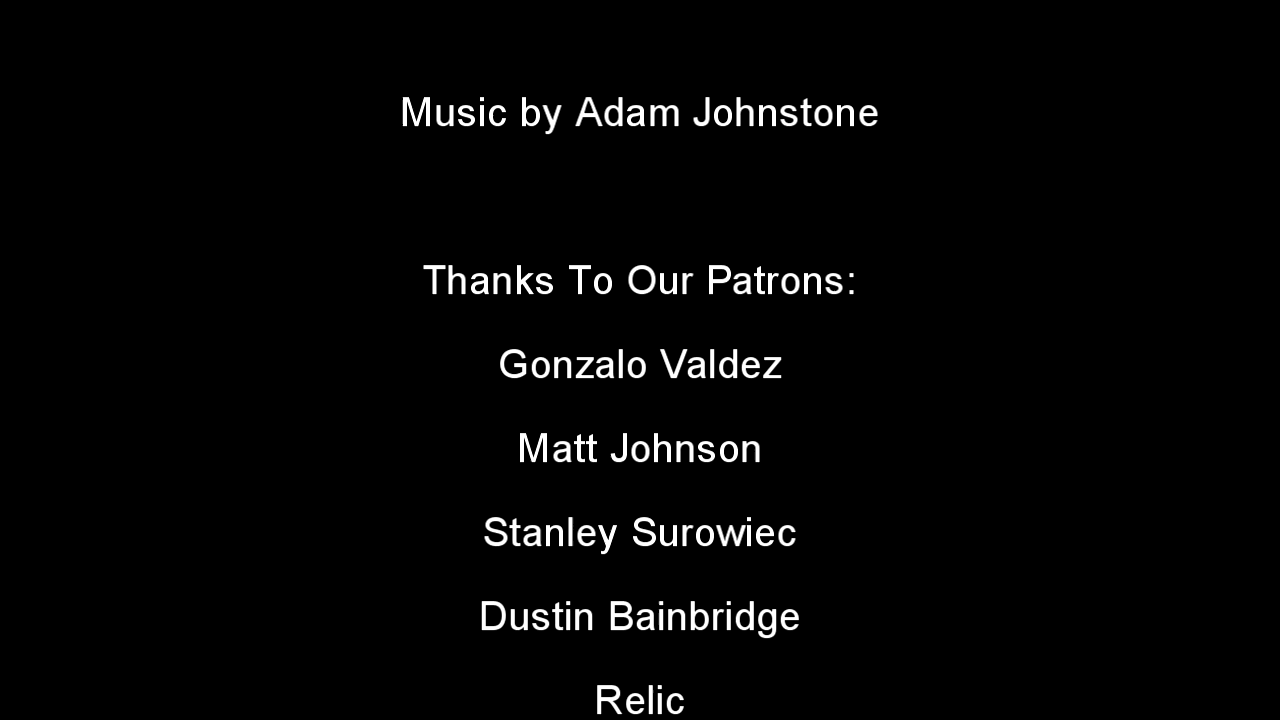 Music by Adam Johnstone
Thanks To Our Patrons:
Gonzalo Valdez
Matt Johnson
Stanley Surowiec
Dustin Bainbridge
Relic